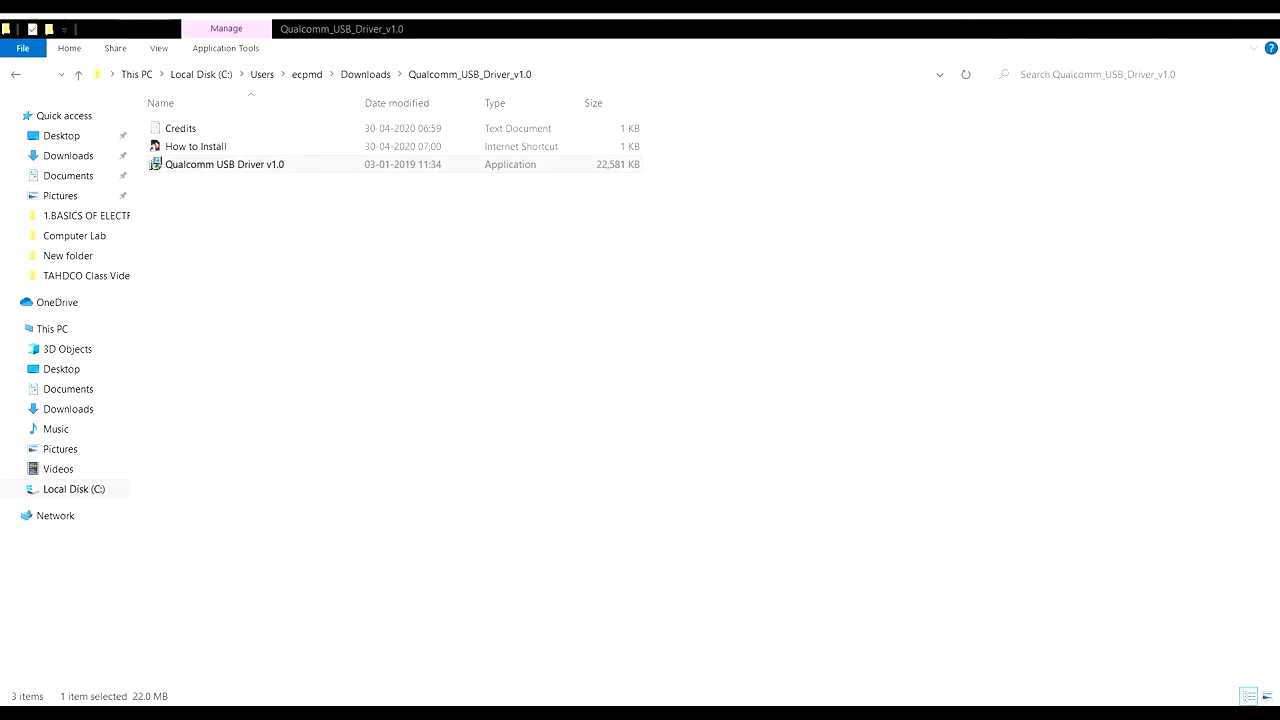 Manage Qualcomm_USB_Driver_v1.0
File Home Share View Application Tools
This PC Local Disk (C:) Users ecpmd Downloads Qualcomm_USB_Driver_v1.0 Search Qualcomm_USB_Driver_v1.0
Name Date modified Type Size
Credits 30-04-2020 06:59 Text Document 1 KB
How to Install 30-04-2020 07:00 Internet Shortcut 1 KB
Qualcomm USB Driver v1.0 03-01-2019 11:34 Application 22,581 KB
Quick access
Desktop
Downloads
Documents
Pictures
1.BASICS OF ELECTF
Computer Lab
New folder
TAHDCO Class Vide
OneDrive
This PC
3D Objects
Desktop
Documents
Downloads
Music
Pictures
Videos
Local Disk (C:)
Network
3 items 1 item selected 22.0 MB